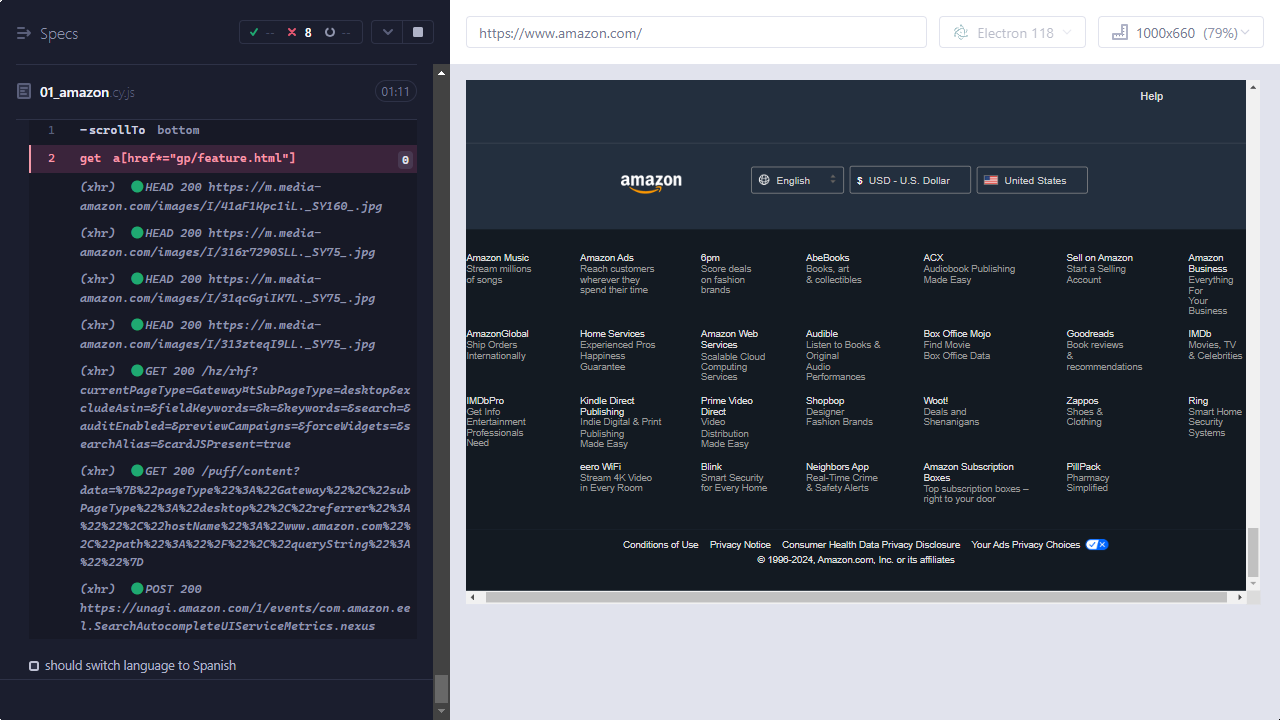 Specs
-- 8 --
01_amazon.cy.js
01:11
1 -scrollTo bottom
2 get a[href*="gp/feature.html"] 0
(xhr) HEAD 200 https://m.media-
amazon.com/images/I/41aF1Kpc1iL._SY160_.jpg
(xhr) HEAD 200 https://m.media-
amazon.com/images/I/316r7290SLL._SY75_.jpg
(xhr) HEAD 200 https://m.media-
amazon.com/images/I/31qcGgiIK7L._SY75_.jpg
(xhr) HEAD 200 https://m.media-
amazon.com/images/I/313zteqI9LL._SY75_.jpg
(xhr) GET 200 /hz/rhf?
currentPageType=Gateway¤tSubPageType=desktop&ex
cludeAsin=&fieldKeywords=&k=&keywords=&search=&
auditEnabled=&previewCampaigns=&forceWidgets=&s
earchAlias=&cardJSPresent=true
(xhr) GET 200 /puff/content?
data=%7B%22pageType%22%3A%22Gateway%22%2C%22sub
PageType%22%3A%22desktop%22%2C%22referrer%22%3A
%22%22%2C%22hostName%22%3A%22www.amazon.com%22%
2C%22path%22%3A%22%2F%22%2C%22queryString%22%3A
%22%22%7D
(xhr) POST 200
https://unagi.amazon.com/1/events/com.amazon.ee
l.SearchAutocompleteUIServiceMetrics.nexus
should switch language to Spanish
https://www.amazon.com/
Electron 118
1000x660 (79%)
Help
amazon
English
$ USD - U.S. Dollar
United States
Amazon Music
Stream millions
of songs
Amazon Ads
Reach customers
wherever they
spend their time
6pm
Score deals
on fashion
brands
AbeBooks
Books, art
& collectibles
ACX
Audiobook Publishing
Made Easy
Sell on Amazon
Start a Selling
Account
Amazon
Business
Everything
For
Your
Business
AmazonGlobal
Ship Orders
Internationally
Home Services
Experienced Pros
Happiness
Guarantee
Amazon Web
Services
Scalable Cloud
Computing
Services
Audible
Listen to Books &
Original
Audio
Performances
Box Office Mojo
Find Movie
Box Office Data
Goodreads
Book reviews
&
recommendations
IMDb
Movies, TV
& Celebrities
IMDbPro
Get Info
Entertainment
Professionals
Need
Kindle Direct
Publishing
Indie Digital & Print
Publishing
Made Easy
Prime Video
Direct
Video
Distribution
Made Easy
Shopbop
Designer
Fashion Brands
Woot!
Deals and
Shenanigans
Zappos
Shoes &
Clothing
Ring
Smart Home
Security
Systems
eero WiFi
Stream 4K Video
in Every Room
Blink
Smart Security
for Every Home
Neighbors App
Real-Time Crime
& Safety Alerts
Amazon Subscription
Boxes
Top subscription boxes –
right to your door
PillPack
Pharmacy
Simplified
Conditions of Use Privacy Notice Consumer Health Data Privacy Disclosure Your Ads Privacy Choices
© 1996-2024, Amazon.com, Inc. or its affiliates